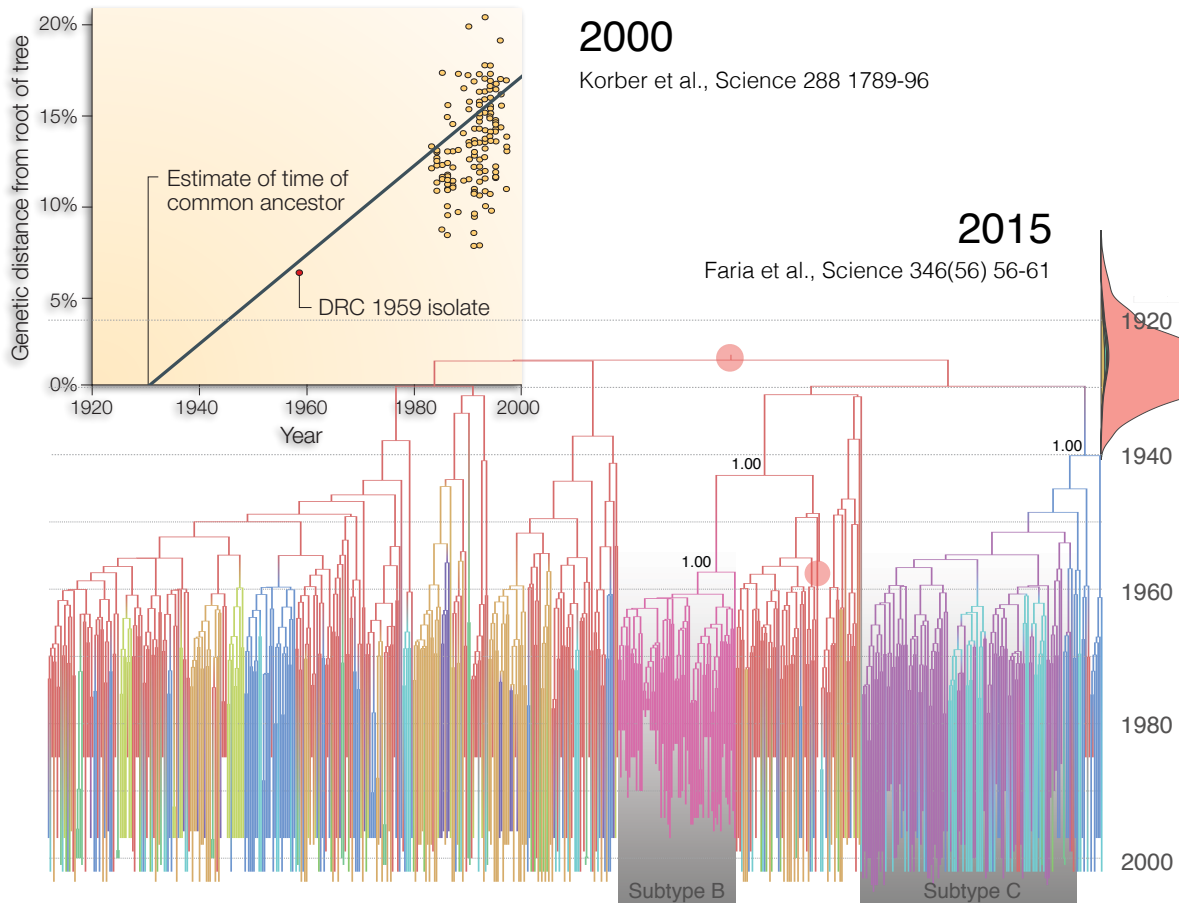 2000
Korber et al., Science 288 1789-96
Genetic distance from root of tree
20%
15%
10%
5%
0%
Estimate of time of
common ancestor
DRC 1959 isolate
1920
1940
1960
1980
2000
Year
2015
Faria et al., Science 346(56) 56-61
1920
1940
1960
1980
2000
1.00
1.00
1.00
Subtype B
Subtype C